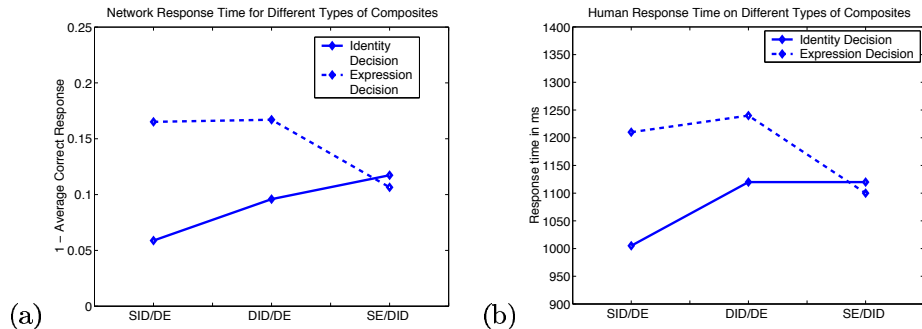 Network Response Time for Different Types of Composites
0.25
0.2
0.15
0.1
0.05
0
1 − Average Correct Response
Identity
Decision
Expression
Decision
SID/DE DID/DE SE/DID
(a)
Human Response Time on Different Types of Composites
1400
1350
1300
1250
1200
1150
1100
1050
1000
950
900
Response time in ms
Identity Decision
Expression Decision
SID/DE DID/DE SE/DID
(b)